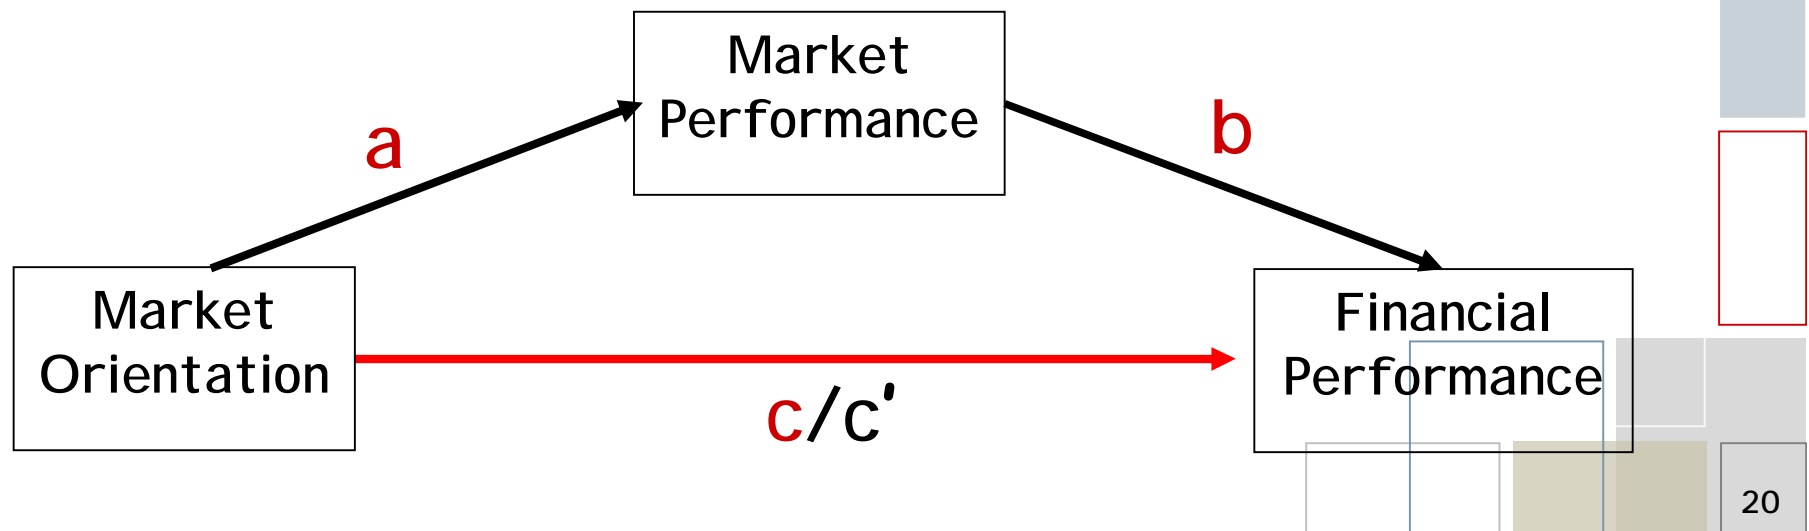 Market
Performance
a
b
Market
Orientation
Financial
Performance
c/c'
20